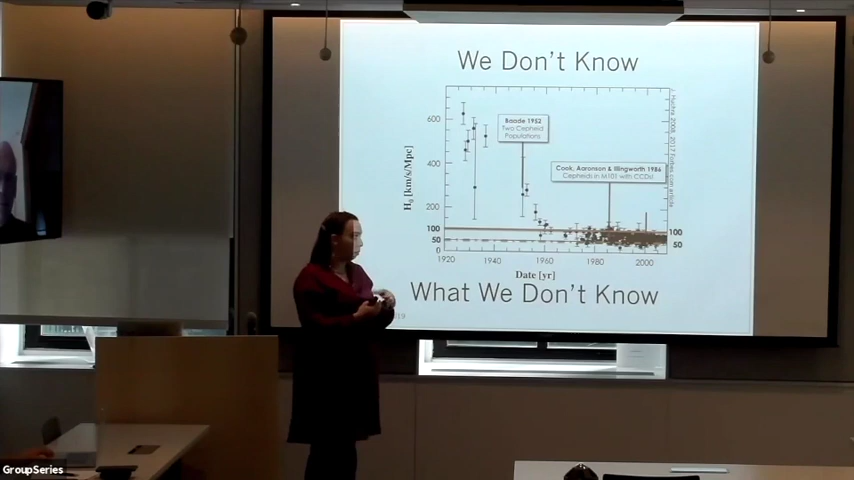 We Don't Know
600
400
200
100
50
0
H₀ [km/s/Mpc]
Baade 1952
Two Cepheid
Populations
Cook, Aaronson & Illingworth 1986
Cepheids in M101 with CCDs!
100
50
1920
1940
1960
1980
2000
Date [yr]
What We Don't Know
GroupSeries